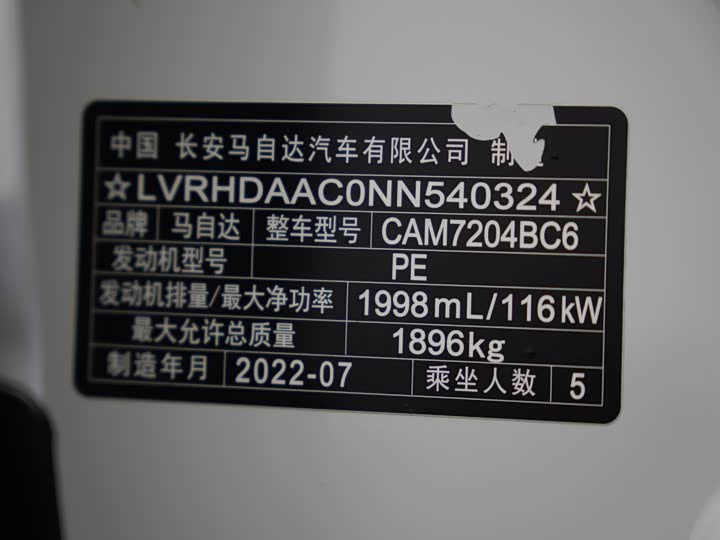 中国 长安马自达汽车有限公司 制
☆LVRHDAAC0NN540324☆
品牌 马自达 整车型号 CAM7204BC6
发动机型号 PE
发动机排量/最大净功率 1998mL/116kW
最大允许总质量 1896kg
制造年月 2022-07 乘坐人数 5